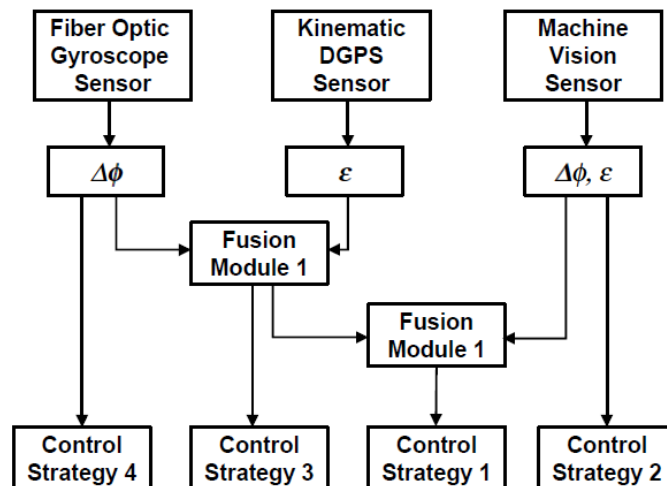 Fiber Optic
Gyroscope
Sensor
Kinematic
DGPS
Sensor
Machine
Vision
Sensor
Δϕ
ε
Δϕ, ε
Fusion
Module 1
Fusion
Module 1
Control
Strategy 4
Control
Strategy 3
Control
Strategy 1
Control
Strategy 2